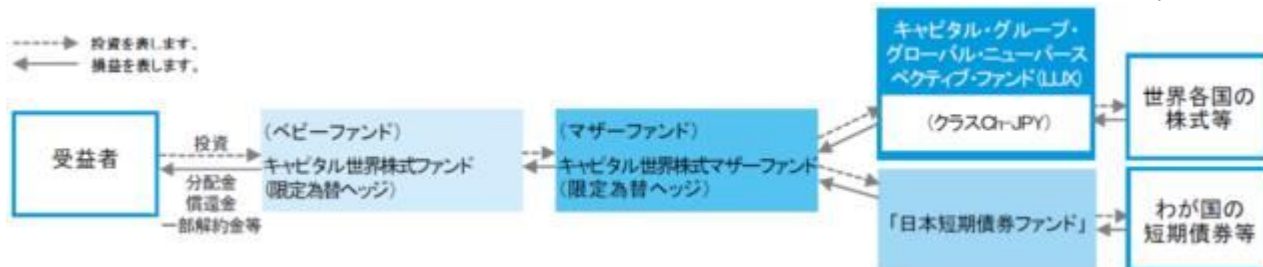 投資を表します。
損益を表します。
受益者
投資
分配金
償還金
一部解約金等
(ベビーファンド)
キャピタル世界株式ファンド
(限定為替ヘッジ)
(マザーファンド)
キャピタル世界株式マザーファンド
(限定為替ヘッジ)
キャピタル・グループ・
グローバル・ニューパース
ペクティブ・ファンド(LUX)
(クラスCh-JPY)
世界各国の
株式等
「日本短期債券ファンド」
わが国の
短期債券等